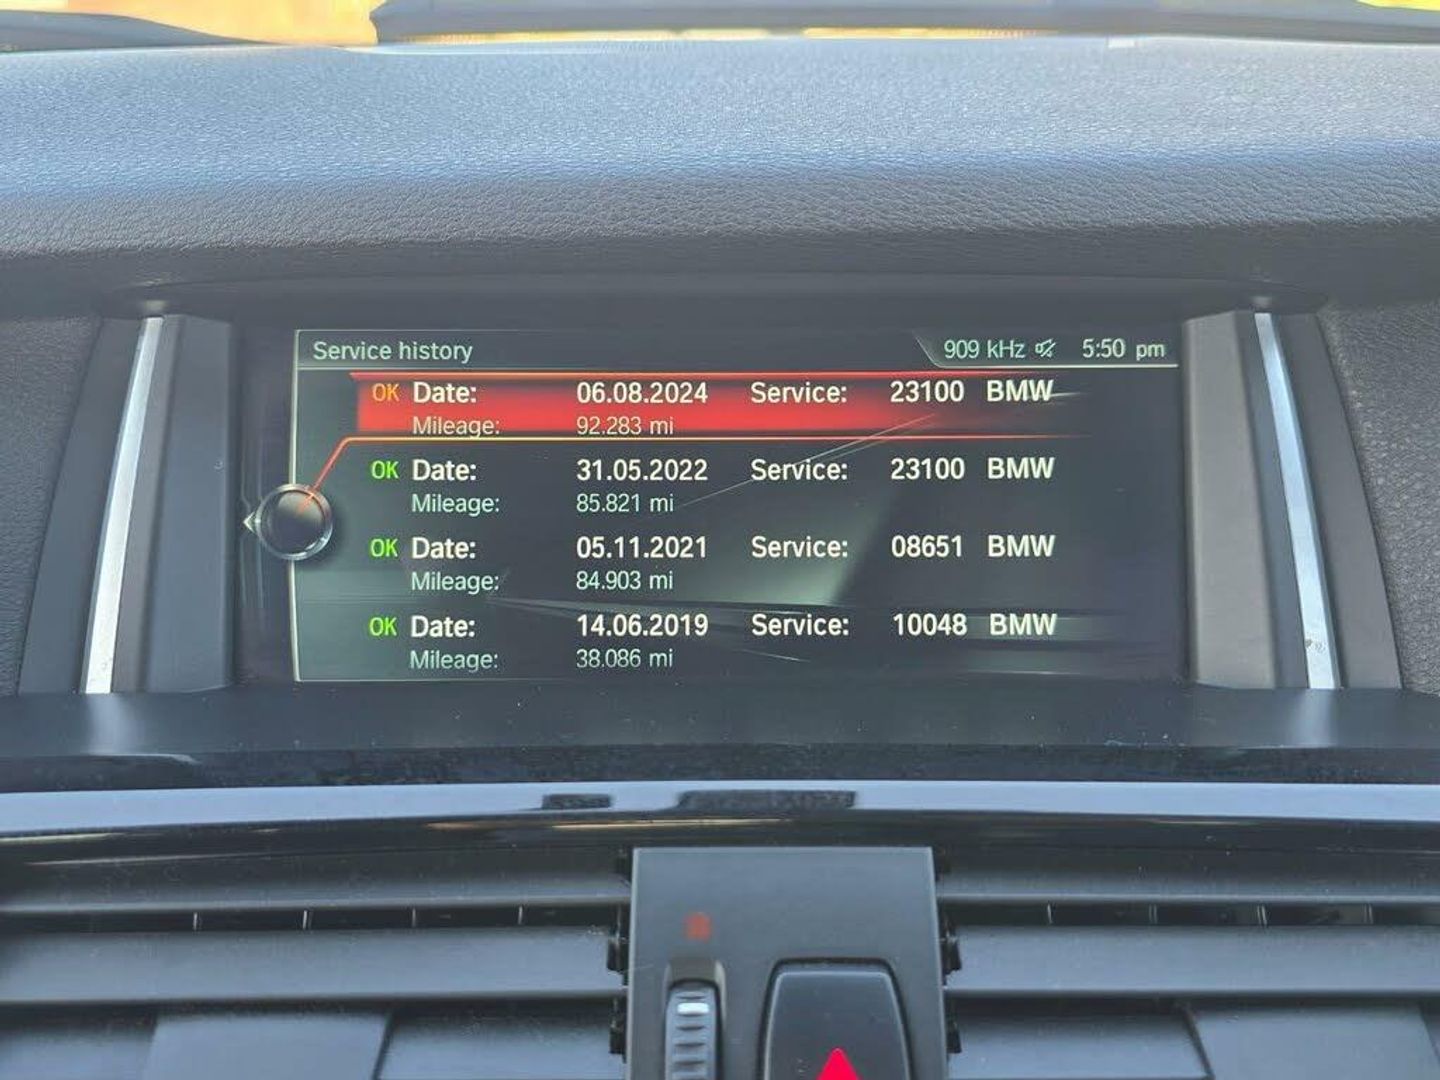 Service history 909 kHz 5:50 pm
OK Date: 06.08.2024 Service: 23100 BMW
Mileage: 92.283 mi
OK Date: 31.05.2022 Service: 23100 BMW
Mileage: 85.821 mi
OK Date: 05.11.2021 Service: 08651 BMW
Mileage: 84.903 mi
OK Date: 14.06.2019 Service: 10048 BMW
Mileage: 38.086 mi